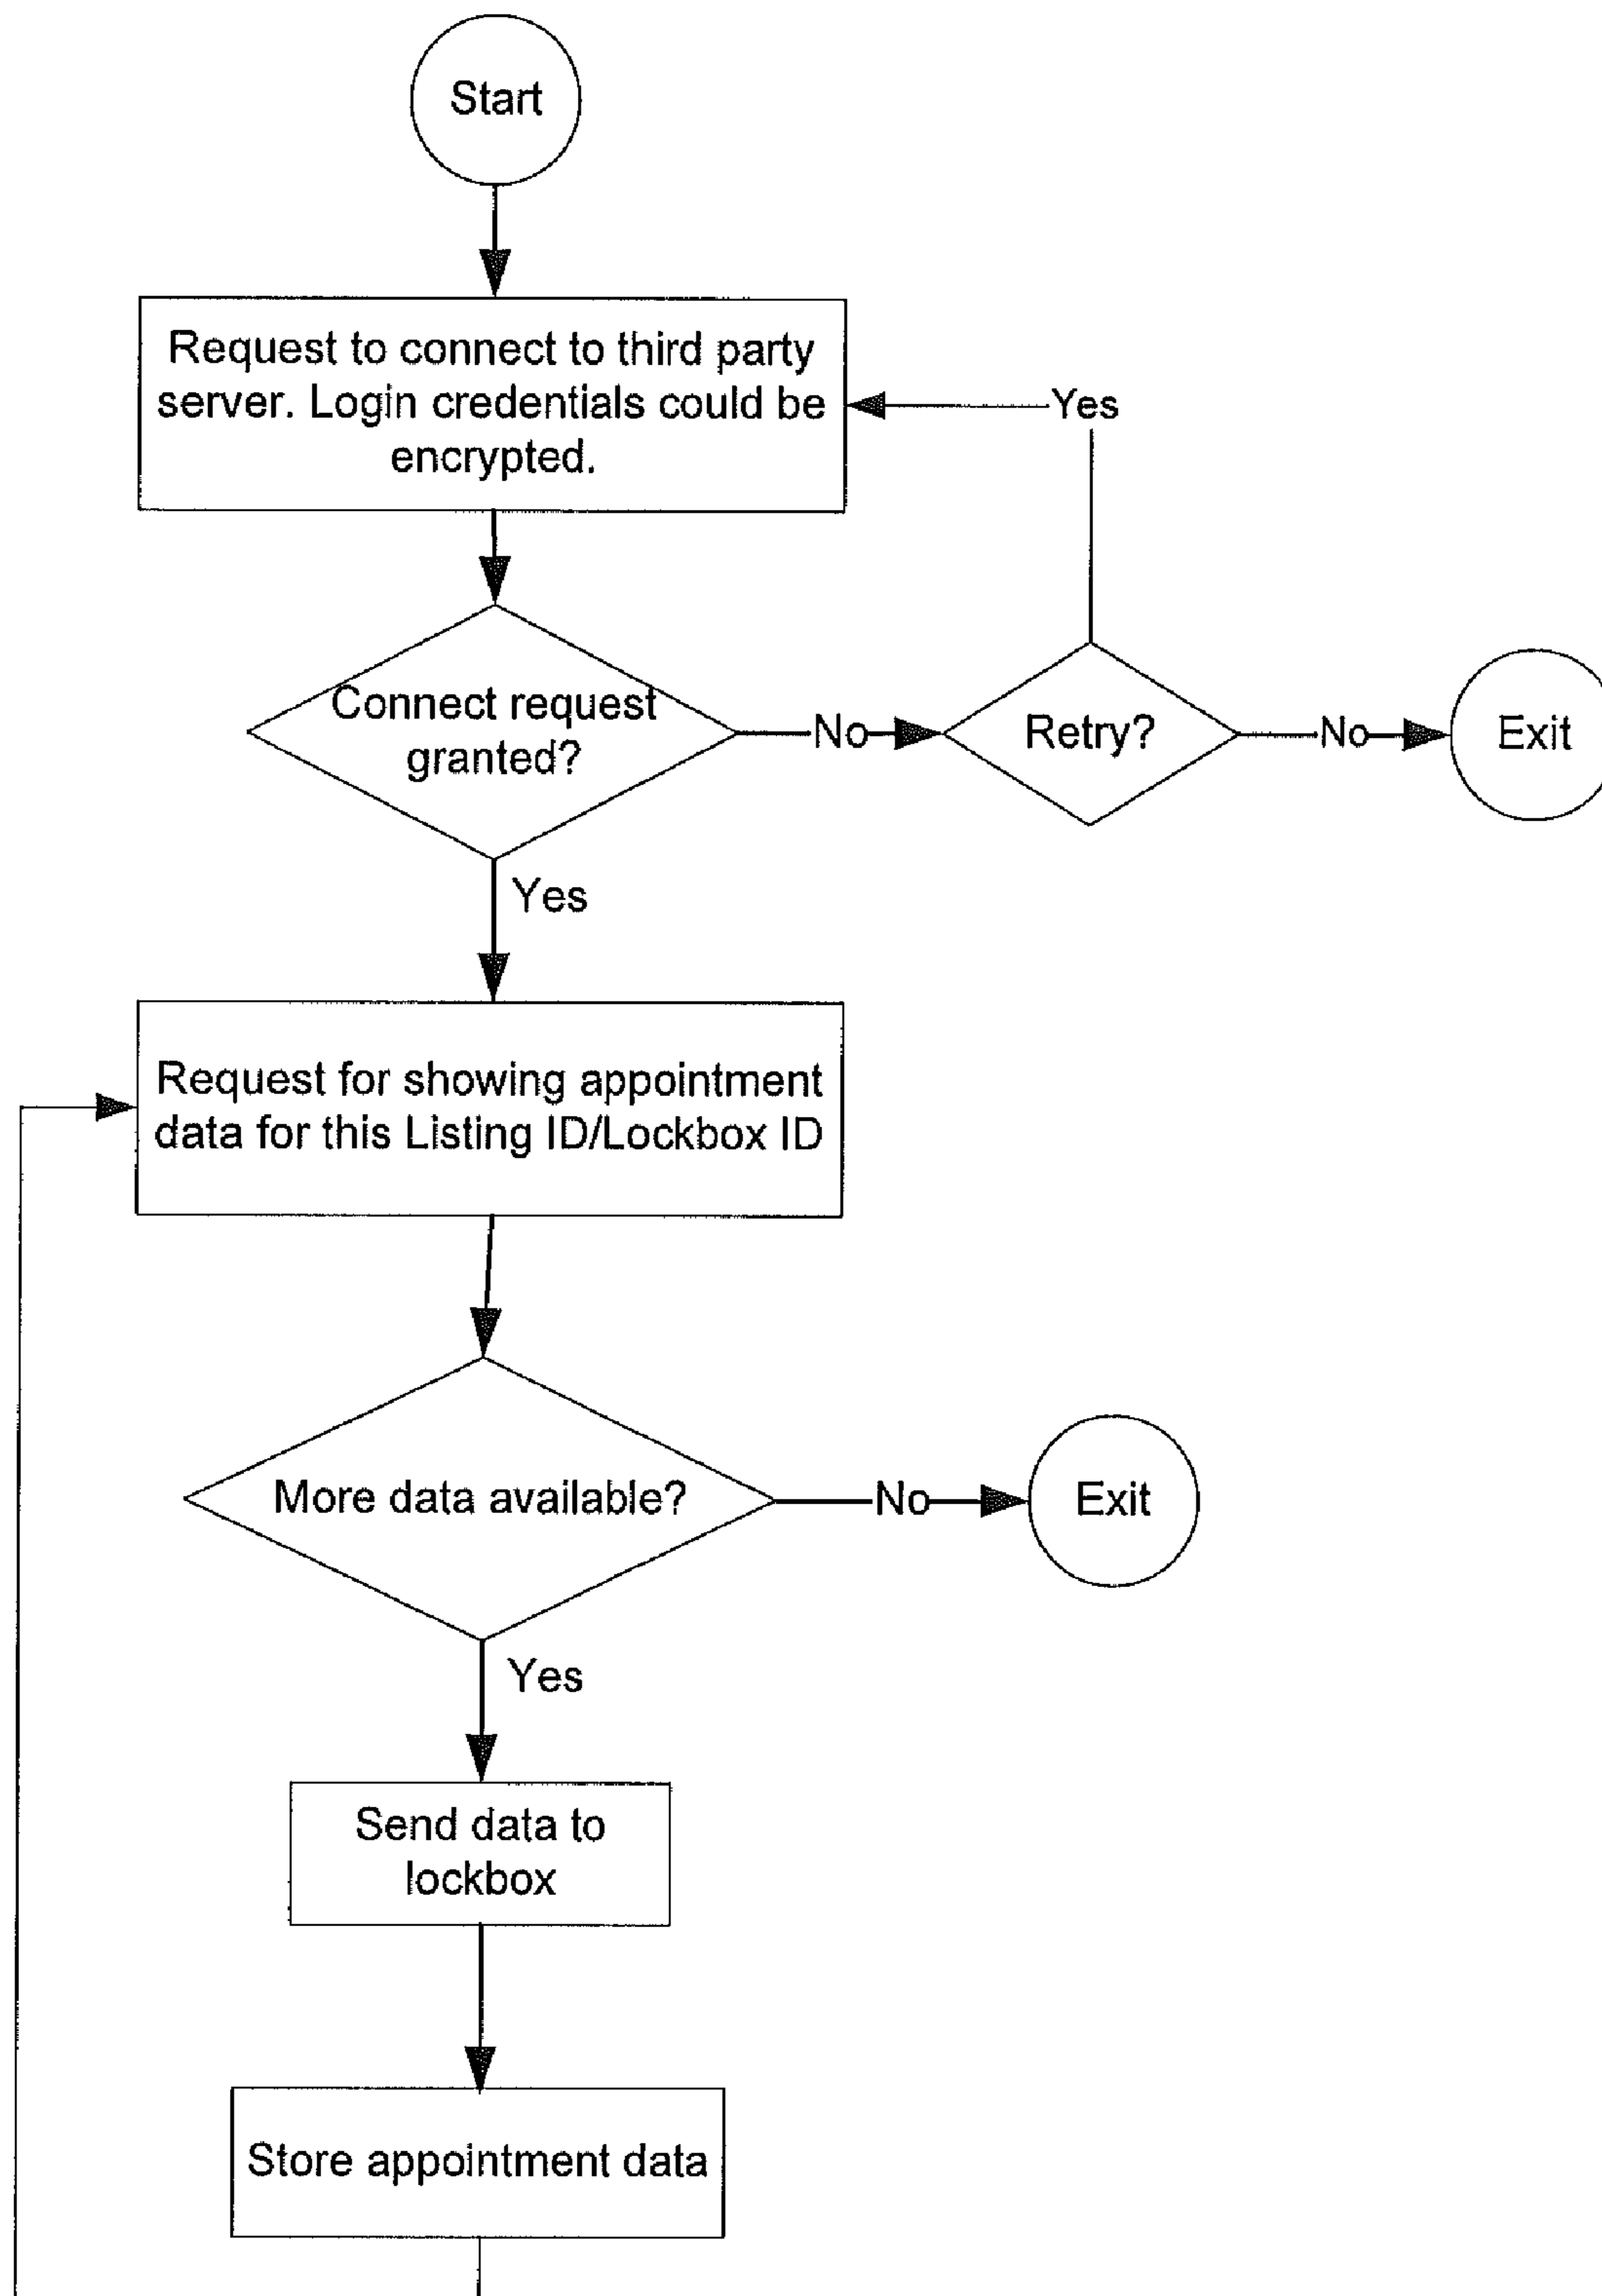 Start
Request to connect to third party
server. Login credentials could be
encrypted.
Yes
Connect request
granted?
No
Retry?
No
Exit
Yes
Request for showing appointment
data for this Listing ID/Lockbox ID
More data available?
No
Exit
Yes
Send data to
lockbox
Store appointment data